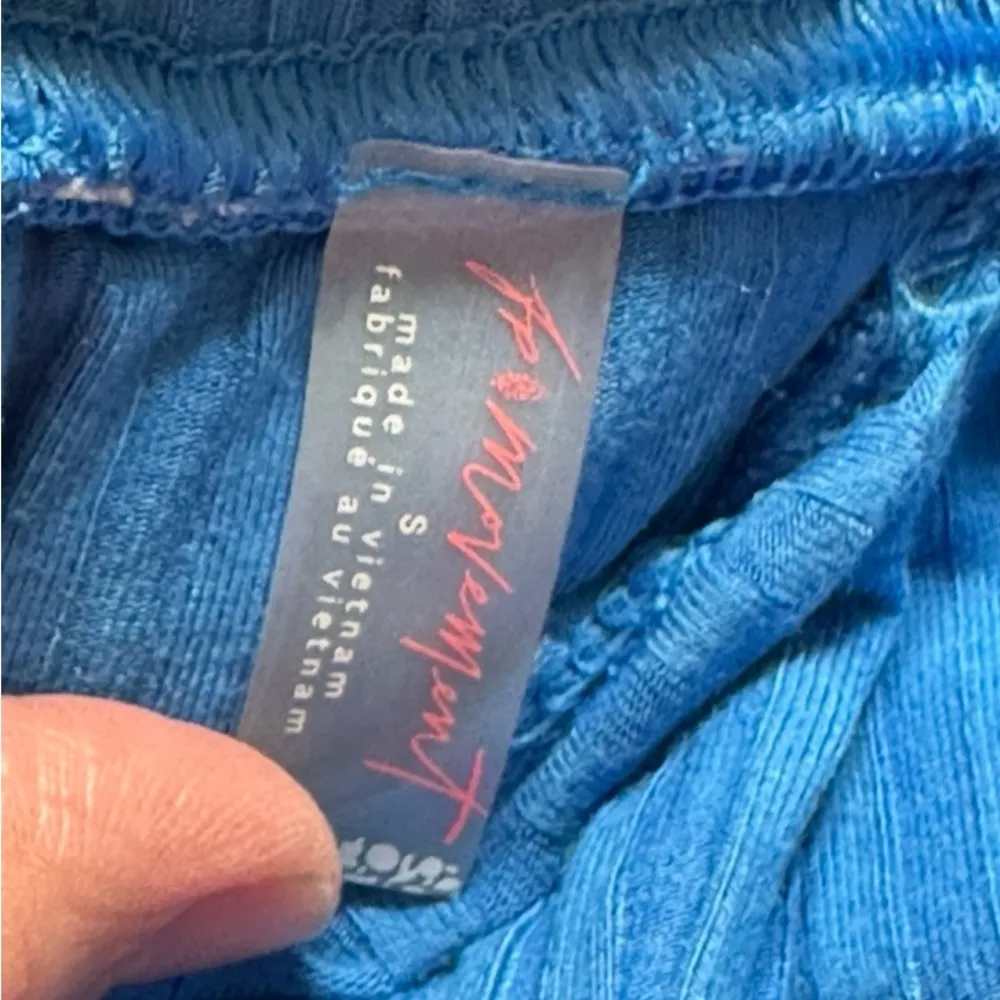 fp movement
S
made in vietnam
fabriqué au vietnam